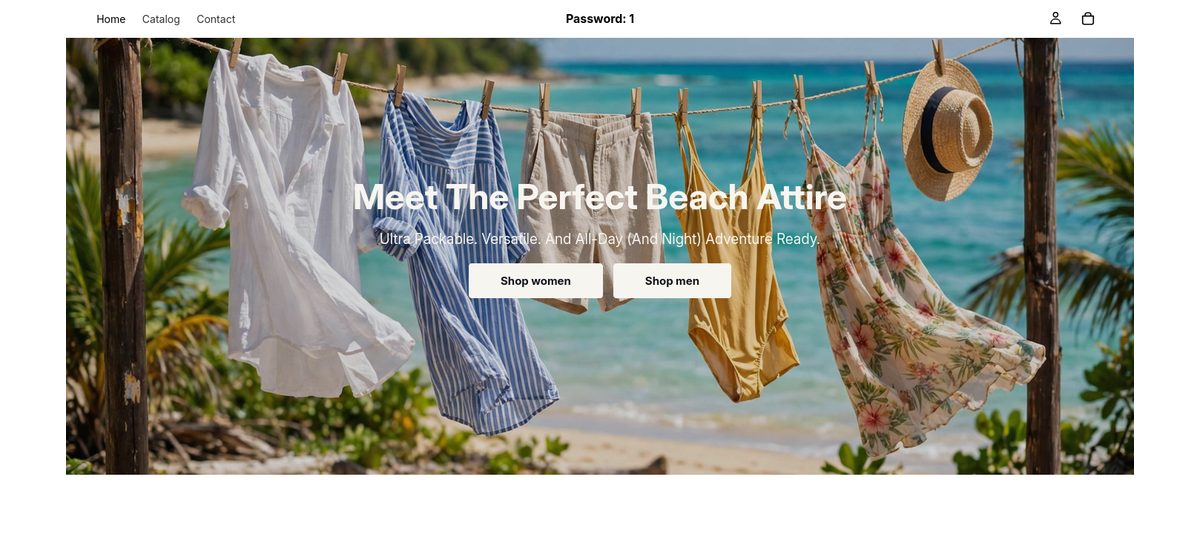 Home Catalog Contact Password: 1
Meet The Perfect Beach Attire
Ultra Packable. Versatile. And All-Day (And Night) Adventure Ready.
Shop women Shop men